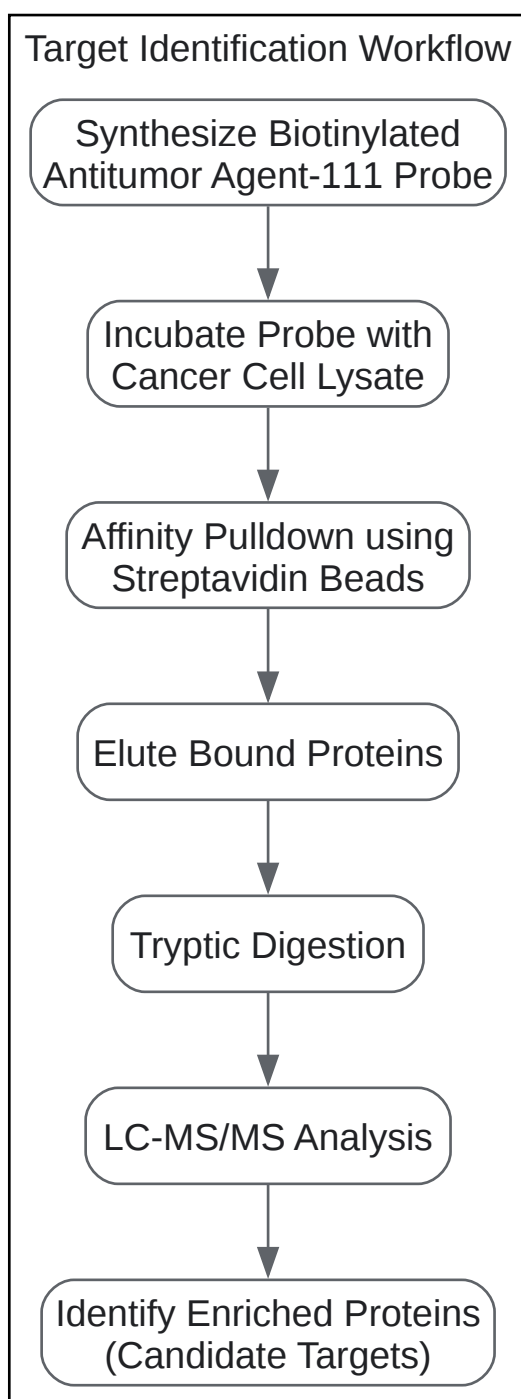 Target Identification Workflow
Synthesize Biotinylated
Antitumor Agent-111 Probe
Incubate Probe with
Cancer Cell Lysate
Affinity Pulldown using
Streptavidin Beads
Elute Bound Proteins
Tryptic Digestion
LC-MS/MS Analysis
Identify Enriched Proteins
(Candidate Targets)